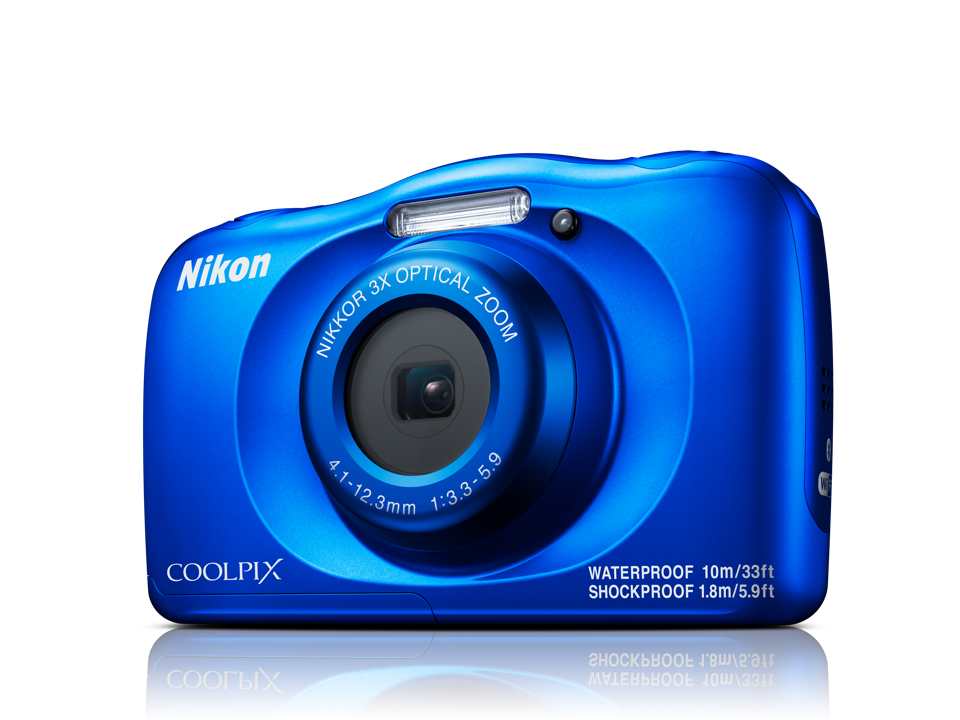 Nikon
NIKKOR 3X OPTICAL ZOOM
4.1-12.3mm 1:3.3-5.9
COOLPIX
WATERPROOF 10m/33ft
SHOCKPROOF 1.8m/5.9ft